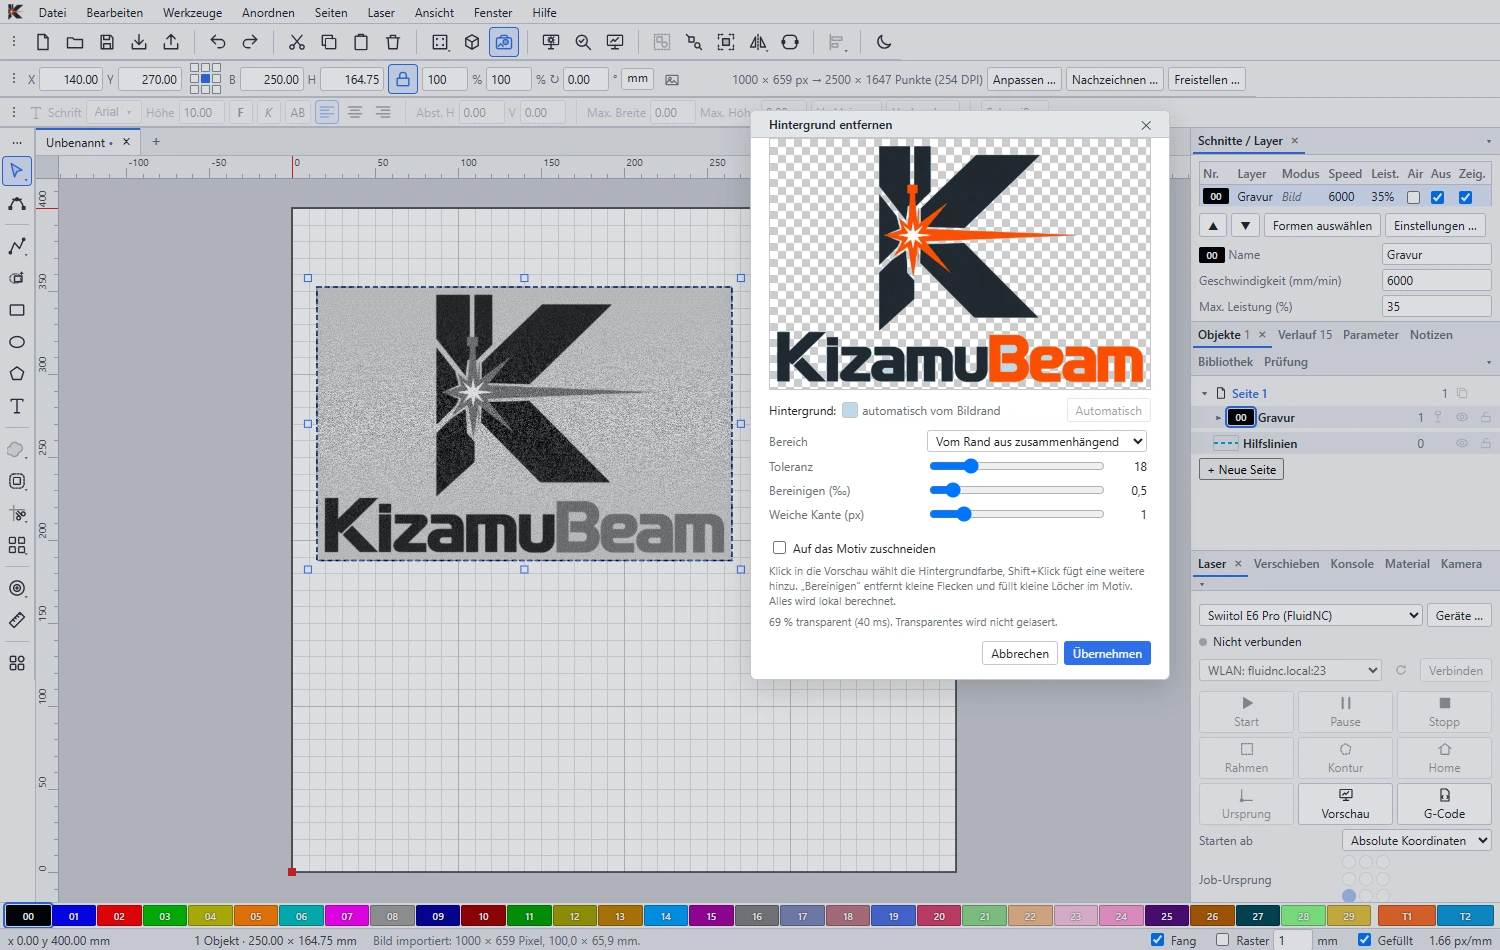 Datei Bearbeiten Werkzeuge Anordnen Seiten Laser Ansicht Fenster Hilfe
X 140.00 Y 270.00 B 250.00 H 164.75 100 % 100 % 0.00 ° mm 1000 × 659 px → 2500 × 1647 Punkte (254 DPI) Anpassen ... Nachzeichnen ... Freistellen ...
Schrift Arial Höhe 10.00 F K AB Abst. H 0.00 V 0.00 Max. Breite 0.00
Unbenannt • × +
-100 -50 0 50 100 150 200 250
400
350
300
250
200
150
100
50
0
KizamuBeam
Hintergrund entfernen
KizamuBeam
Hintergrund: automatisch vom Bildrand Automatisch
Bereich Vom Rand aus zusammenhängend
Toleranz 18
Bereinigen (‰) 0,5
Weiche Kante (px) 1
Auf das Motiv zuschneiden
Klick in die Vorschau wählt die Hintergrundfarbe, Shift+Klick fügt eine weitere
hinzu. „Bereinigen" entfernt kleine Flecken und füllt kleine Löcher im Motiv.
Alles wird lokal berechnet.
69 % transparent (40 ms). Transparentes wird nicht gelasert.
Abbrechen Übernehmen
Schnitte / Layer ×
Nr. Layer Modus Speed Leist. Air Aus Zeig.
00 Gravur Bild 6000 35%
▲ ▼ Formen auswählen Einstellungen ...
00 Name Gravur
Geschwindigkeit (mm/min) 6000
Max. Leistung (%) 35
Objekte 1 × Verlauf 15 Parameter Notizen
Bibliothek Prüfung
Seite 1 1
00 Gravur 1
Hilfslinien 0
+ Neue Seite
Laser × Verschieben Konsole Material Kamera
Swiitol E6 Pro (FluidNC) Geräte ...
Nicht verbunden
WLAN: fluidnc.local:23 Verbinden
Start Pause Stopp
Rahmen Kontur Home
Ursprung Vorschau G-Code
Starten ab Absolute Koordinaten
Job-Ursprung
00 01 02 03 04 05 06 07 08 09 10 11 12 13 14 15 16 17 18 19 20 21 22 23 24 25 26 27 28 29 T1 T2
x 0.00 y 400.00 mm 1 Objekt · 250.00 × 164.75 mm Bild importiert: 1000 × 659 Pixel, 100,0 × 65,9 mm. Fang Raster 1 mm Gefüllt 1.66 px/mm